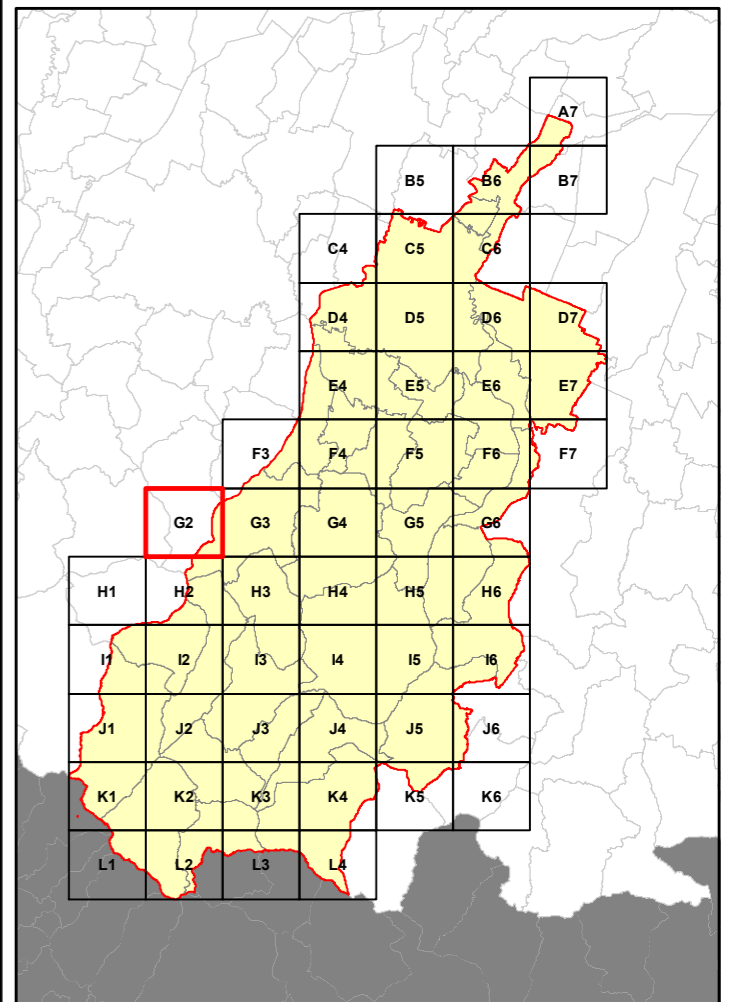 A7
B5 B6 B7
C4 C5 C6
D4 D5 D6 D7
E4 E5 E6 E7
F3 F4 F5 F6 F7
G2 G3 G4 G5 G6
H1 H2 H3 H4 H5 H6
I1 I2 I3 I4 I5 I6
J1 J2 J3 J4 J5 J6
K1 K2 K3 K4 K5 K6
L1 L2 L3 L4